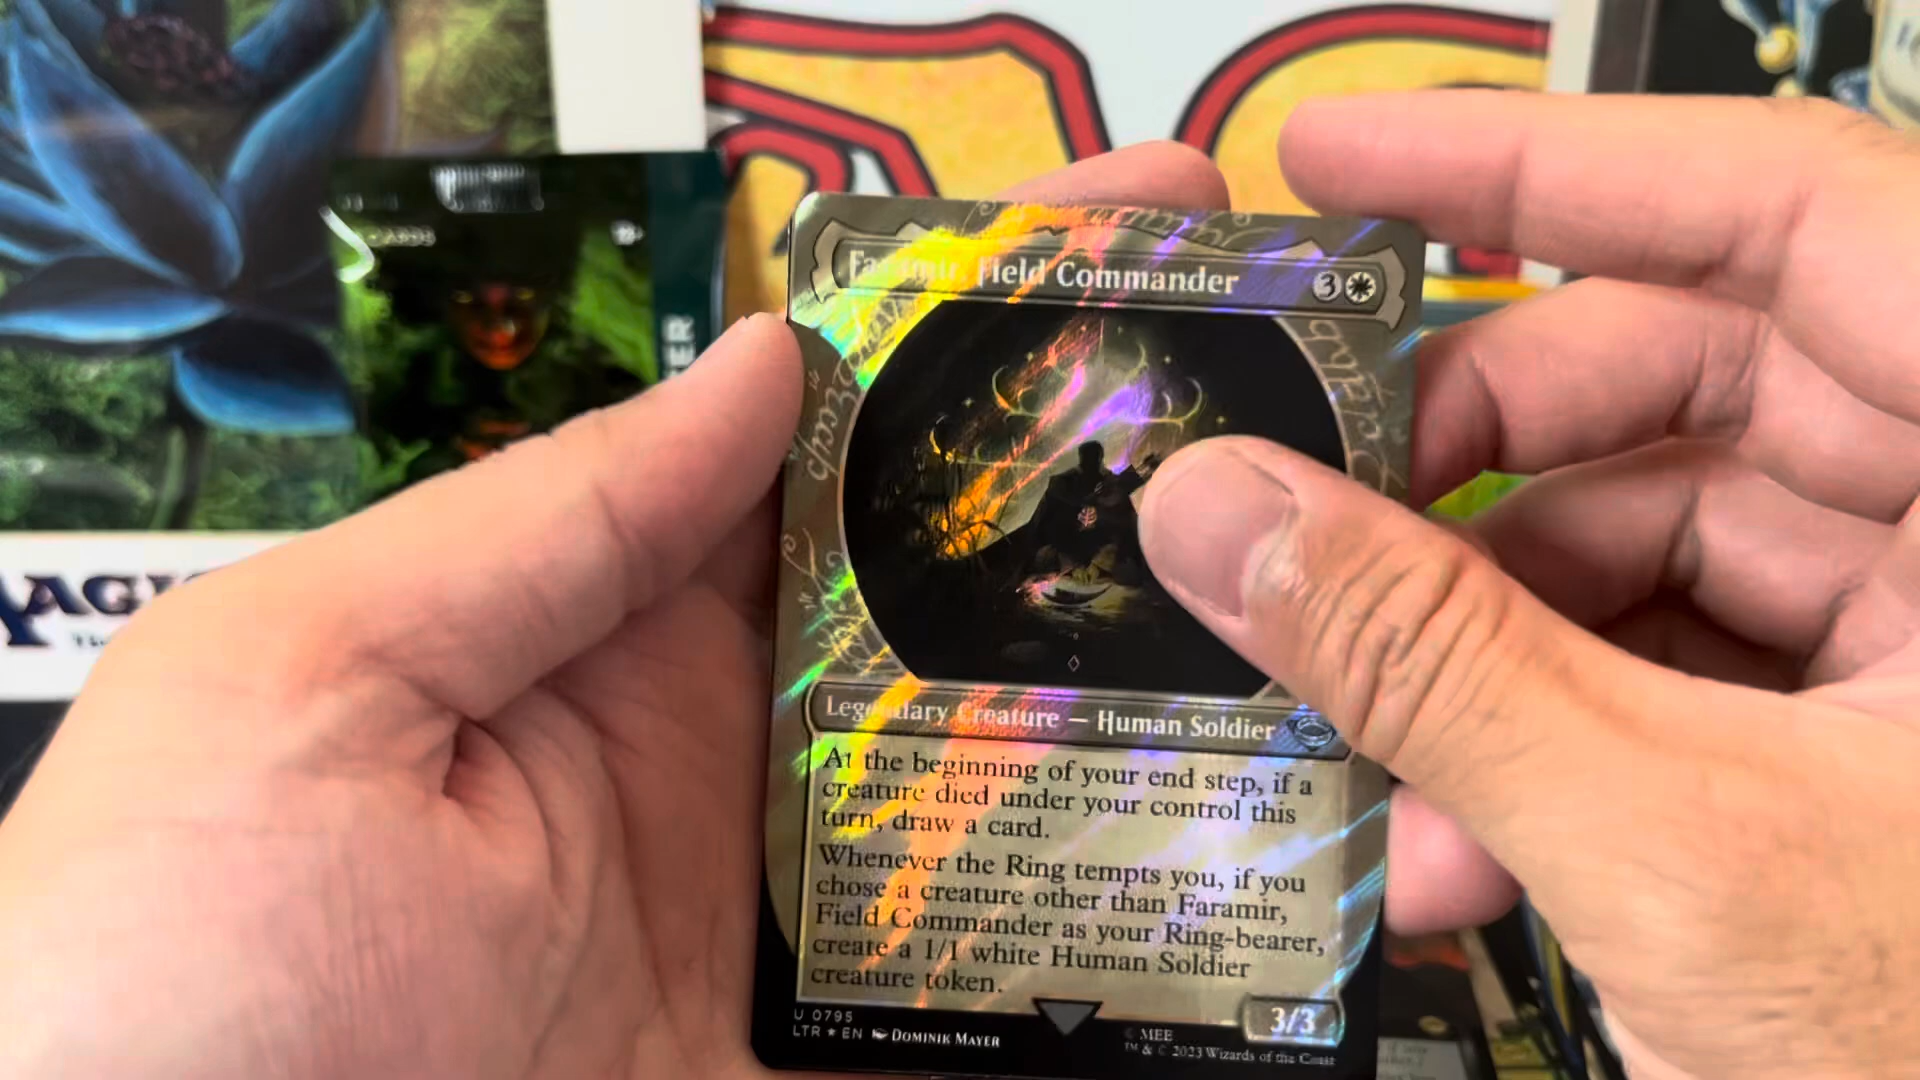 CARDS
MAGIC
Faramir, Field Commander
3
Legendary Creature — Human Soldier
At the beginning of your end step, if a
creature died under your control this
turn, draw a card.
Whenever the Ring tempts you, if you
chose a creature other than Faramir,
Field Commander as your Ring-bearer,
create a 1/1 white Human Soldier
creature token.
3/3
U 0795
LTR ★ EN DOMINIK MAYER
© MEE
™ & © 2023 Wizards of the Coast